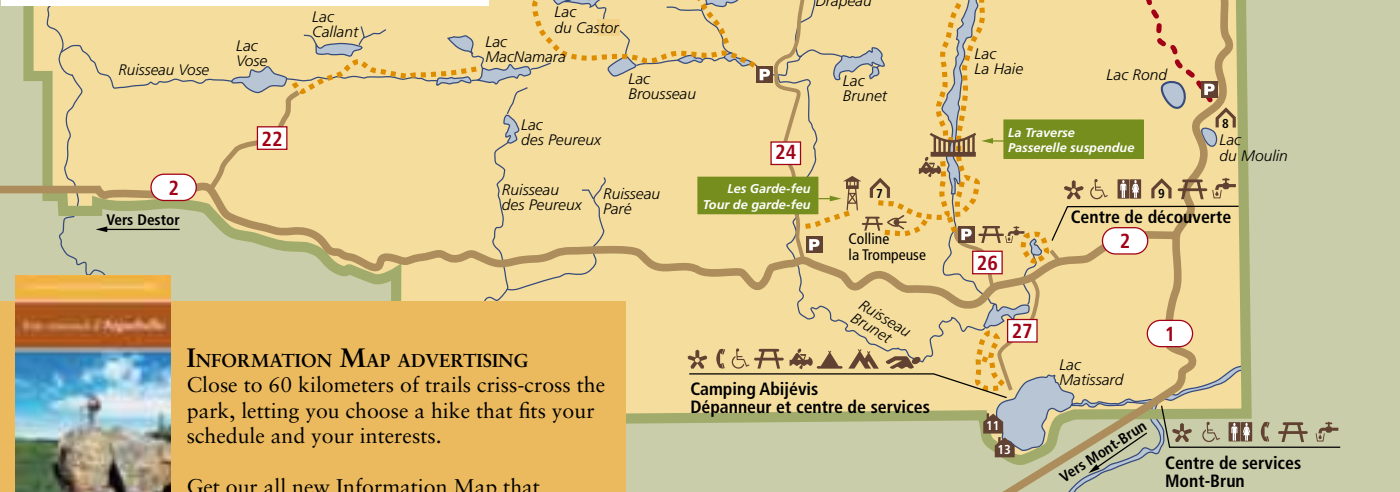 Drapeau
Lac
du Castor
Lac
Callant
Lac
Vose
Ruisseau Vose
Lac
MacNamara
Lac
Brousseau
P
Lac
Brunet
Lac
La Haie
Lac Rond
P
8
Lac
du Moulin
22
Lac
des Peureux
24
La Traverse
Passerelle suspendue
2
Vers Destor
Ruisseau
des Peureux
Ruisseau
Paré
Les Garde-feu
Tour de garde-feu
7
9
Centre de découverte
Colline
la Trompeuse
P
P
26
2
Ruisseau
Brunet
27
1
Camping Abijévis
Dépanneur et centre de services
Lac
Matissard
11
13
Vers Mont-Brun
Centre de services
Mont-Brun
INFORMATION MAP ADVERTISING
Close to 60 kilometers of trails criss-cross the
park, letting you choose a hike that fits your
schedule and your interests.
Get our all new Information Map that